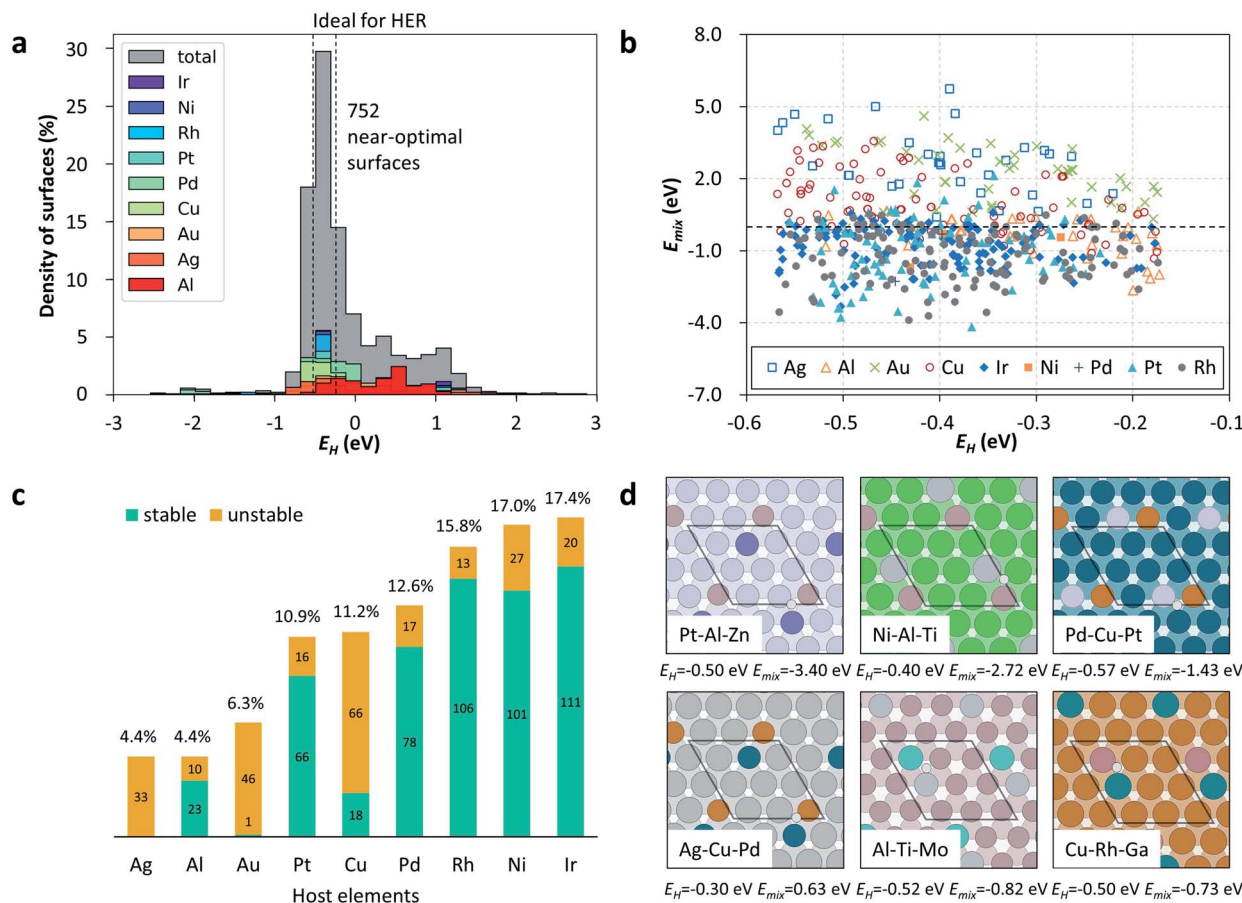 a
Ideal for HER
Density of surfaces (%)
30
25
20
15
10
5
0
total
Ir
Ni
Rh
Pt
Pd
Cu
Au
Ag
Al
752
near-optimal
surfaces
-3 -2 -1 0 1 2 3
E_H (eV)
b
E_mix (eV)
8.0
5.0
2.0
-1.0
-4.0
-7.0
Ag Al Au Cu Ir Ni Pd Pt Rh
-0.6 -0.5 -0.4 -0.3 -0.2 -0.1
E_H (eV)
c
stable unstable
4.4% 4.4% 6.3% 10.9% 11.2% 12.6% 15.8% 17.0% 17.4%
33 10 46 16 66 17 13 27 20
23 1 66 18 78 106 101 111
Ag Al Au Pt Cu Pd Rh Ni Ir
Host elements
d
Pt-Al-Zn Ni-Al-Ti Pd-Cu-Pt
E_H=-0.50 eV E_mix=-3.40 eV E_H=-0.40 eV E_mix=-2.72 eV E_H=-0.57 eV E_mix=-1.43 eV
Ag-Cu-Pd Al-Ti-Mo Cu-Rh-Ga
E_H=-0.30 eV E_mix=0.63 eV E_H=-0.52 eV E_mix=-0.82 eV E_H=-0.50 eV E_mix=-0.73 eV